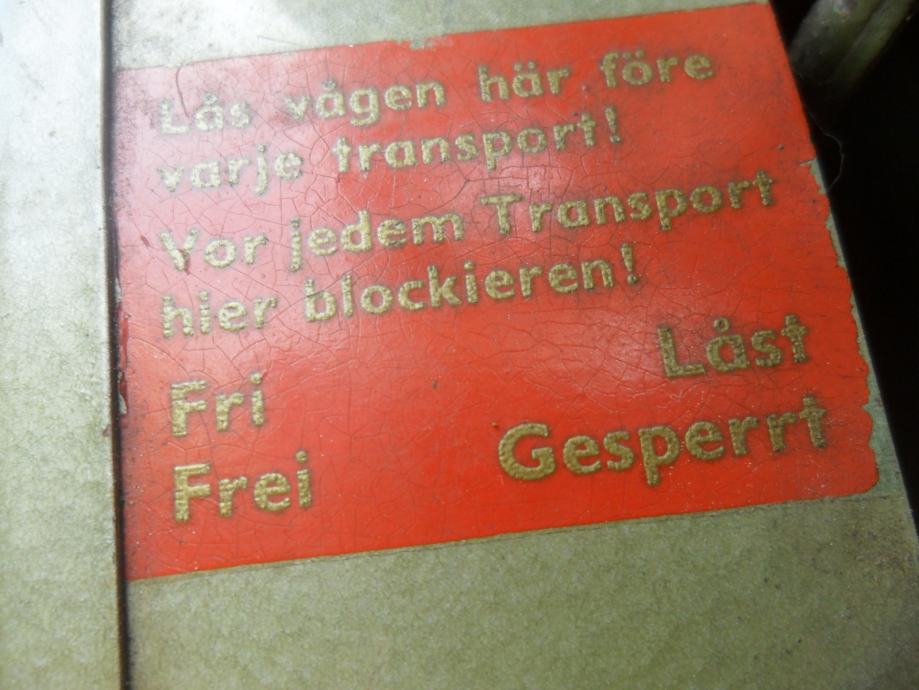 Lås vågen här före
varje transport!
Vor jedem Transport
hier blockieren!
Fri Låst
Frei Gesperrt